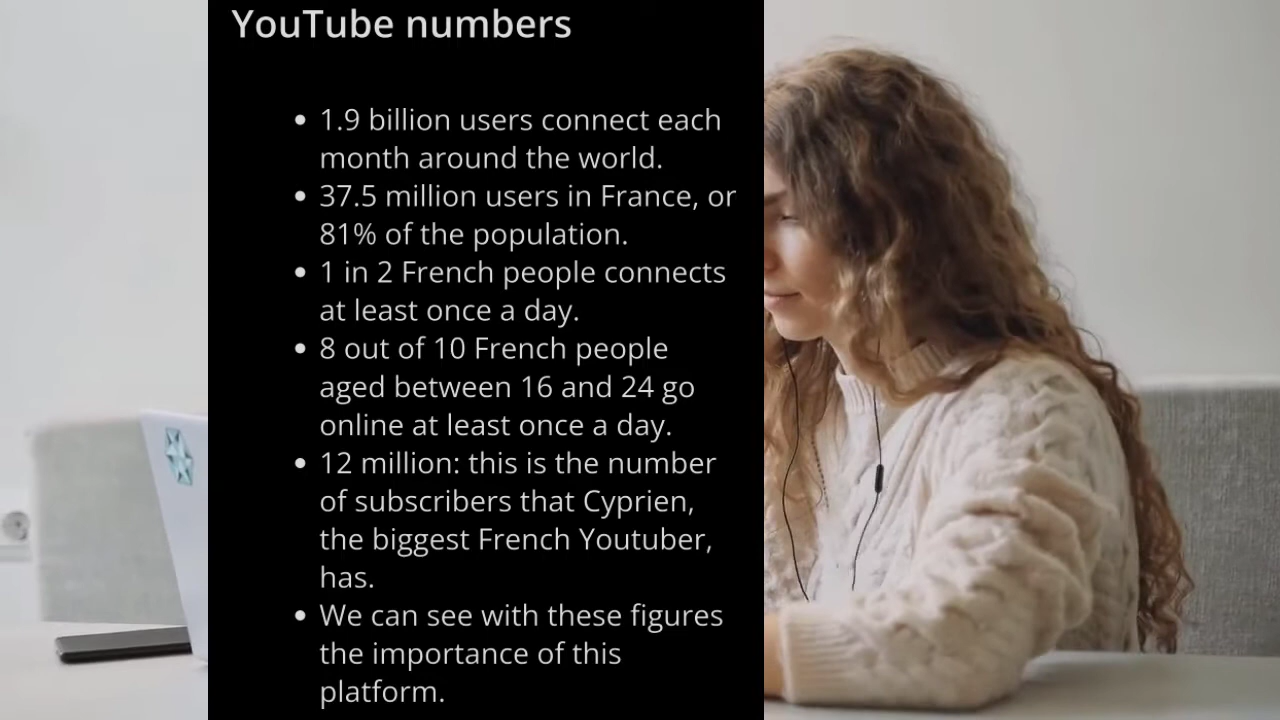 YouTube numbers
• 1.9 billion users connect each
month around the world.
• 37.5 million users in France, or
81% of the population.
• 1 in 2 French people connects
at least once a day.
• 8 out of 10 French people
aged between 16 and 24 go
online at least once a day.
• 12 million: this is the number
of subscribers that Cyprien,
the biggest French Youtuber,
has.
• We can see with these figures
the importance of this
platform.